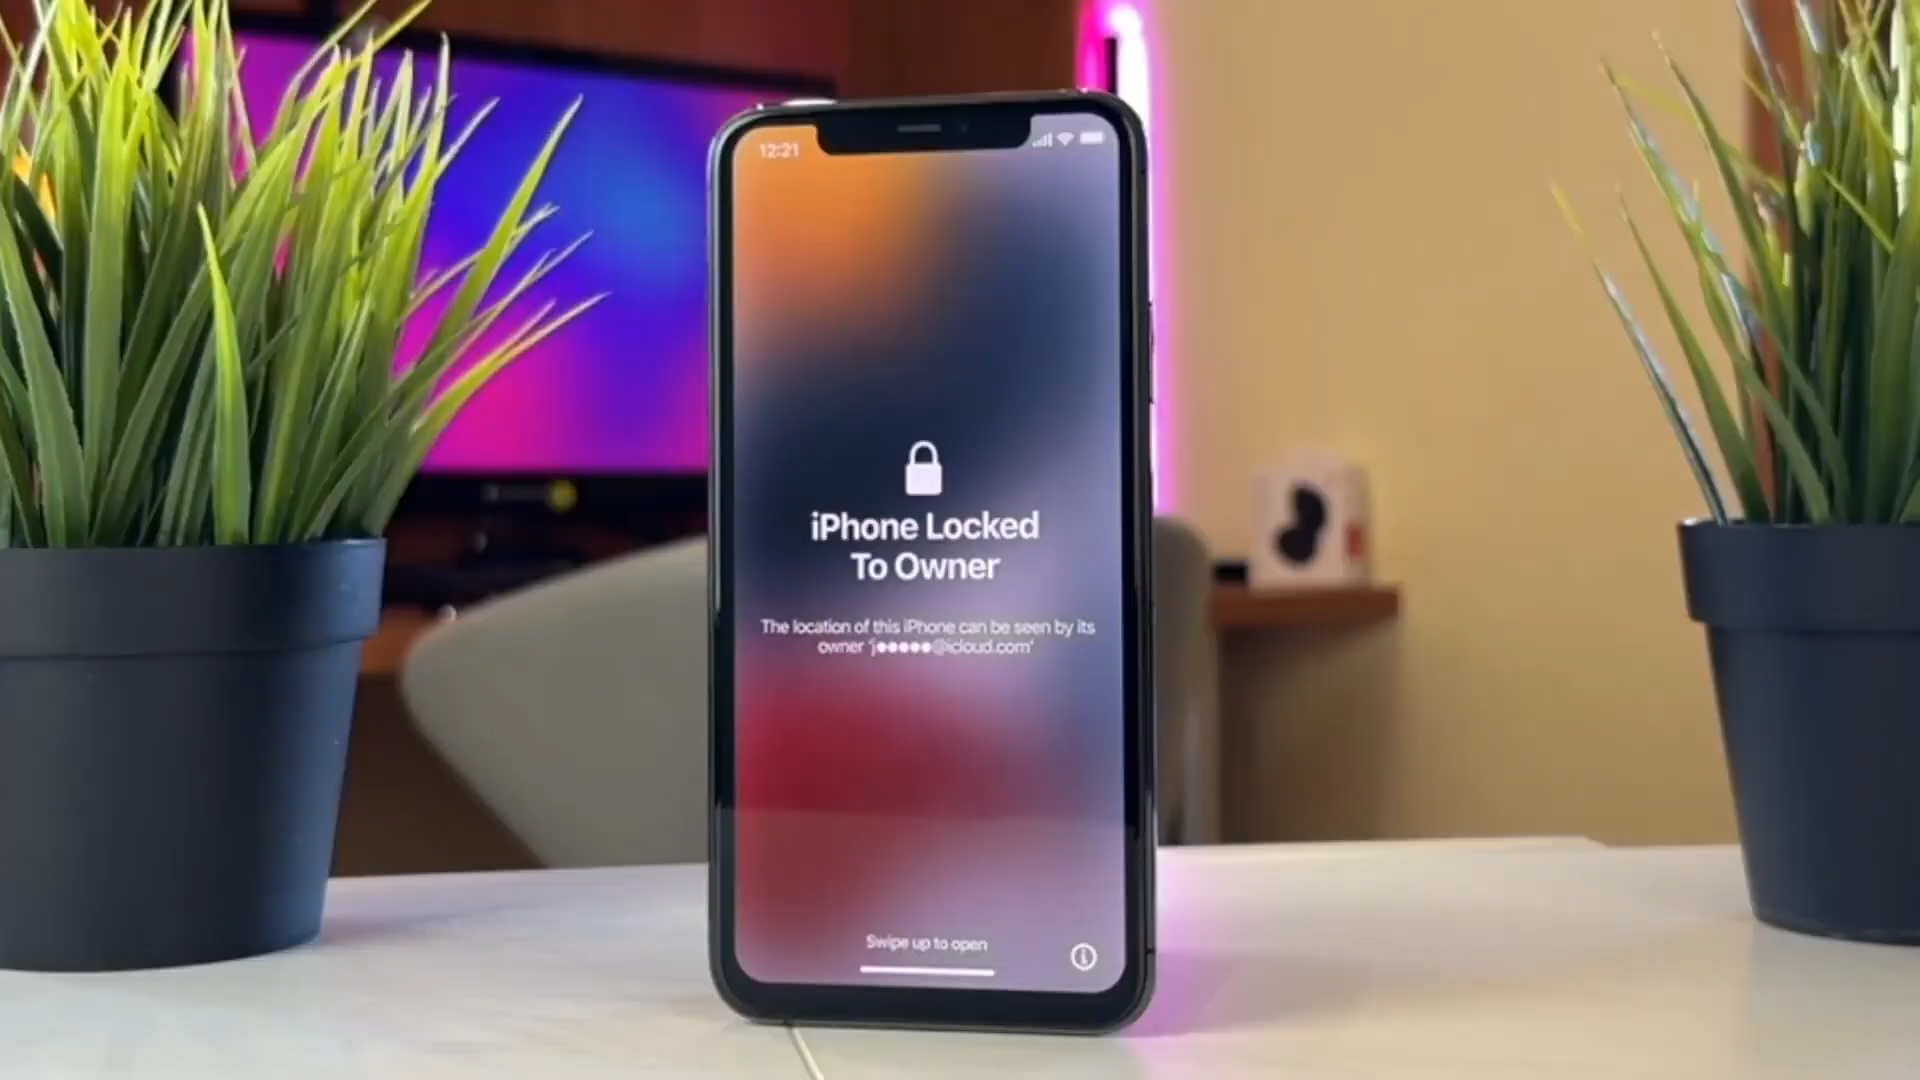 12:21
iPhone Locked
To Owner
The location of this iPhone can be seen by its
owner 'j●●●●●@icloud.com'
Swipe up to open